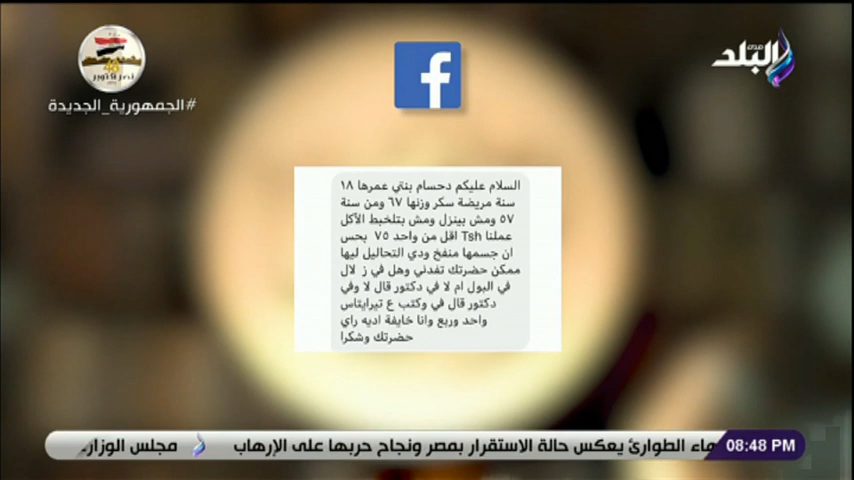 صدى
البلد
#الجمهورية_الجديدة
السلام عليكم دحسام بنتي عمرها ١٨
سنة مريضة سكر وزنها ٦٧ ومن سنة
٥٧ ومش بينزل ومش بتلخبط الأكل
عملنا Tsh اقل من واحد ٧٥ بحس
ان جسمها منفخ ودي التحاليل ليها
ممكن حضرتك تفدني وهل في ز لال
في البول ام لا في دكتور قال لا وفي
دكتور قال في وكتب ع تيرايتاس
واحد وربع وانا خايفة اديه راي
حضرتك وشكرا
08:48 PM
هاء الطوارئ يعكس حالة الاستقرار بمصر ونجاح حربها على الإرهاب
مجلس الوزار